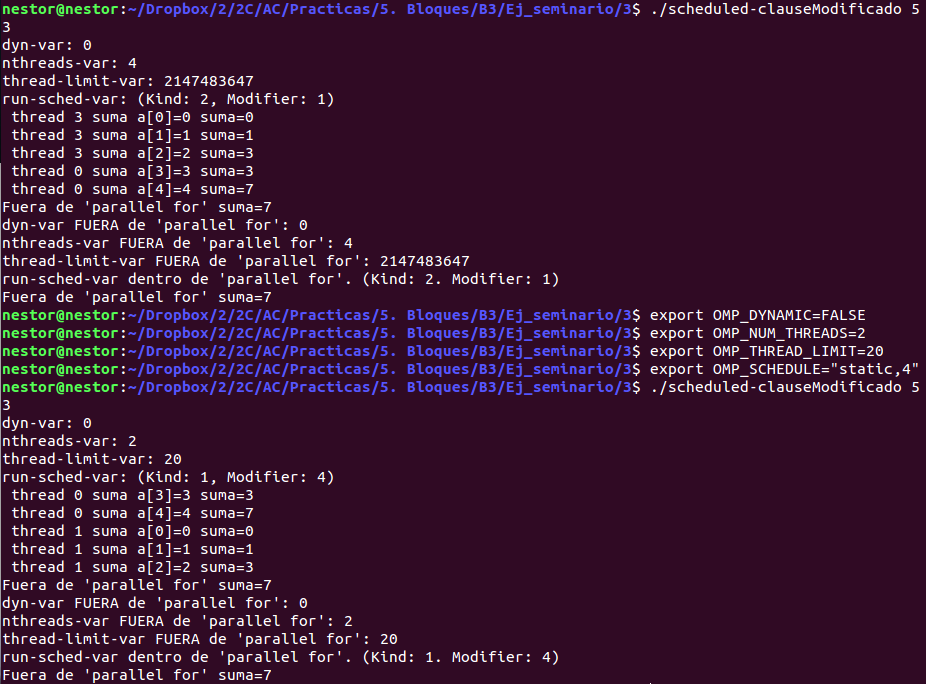 nestor@nestor:~/Dropbox/2/2C/AC/Practicas/5. Bloques/B3/Ej_seminario/3$ ./scheduled-clauseModificado 5
3
dyn-var: 0
nthreads-var: 4
thread-limit-var: 2147483647
run-sched-var: (Kind: 2, Modifier: 1)
 thread 3 suma a[0]=0 suma=0
 thread 3 suma a[1]=1 suma=1
 thread 3 suma a[2]=2 suma=3
 thread 0 suma a[3]=3 suma=3
 thread 0 suma a[4]=4 suma=7
Fuera de 'parallel for' suma=7
dyn-var FUERA de 'parallel for': 0
nthreads-var FUERA de 'parallel for': 4
thread-limit-var FUERA de 'parallel for': 2147483647
run-sched-var dentro de 'parallel for'. (Kind: 2. Modifier: 1)
Fuera de 'parallel for' suma=7
nestor@nestor:~/Dropbox/2/2C/AC/Practicas/5. Bloques/B3/Ej_seminario/3$ export OMP_DYNAMIC=FALSE
nestor@nestor:~/Dropbox/2/2C/AC/Practicas/5. Bloques/B3/Ej_seminario/3$ export OMP_NUM_THREADS=2
nestor@nestor:~/Dropbox/2/2C/AC/Practicas/5. Bloques/B3/Ej_seminario/3$ export OMP_THREAD_LIMIT=20
nestor@nestor:~/Dropbox/2/2C/AC/Practicas/5. Bloques/B3/Ej_seminario/3$ export OMP_SCHEDULE="static,4"
nestor@nestor:~/Dropbox/2/2C/AC/Practicas/5. Bloques/B3/Ej_seminario/3$ ./scheduled-clauseModificado 5
3
dyn-var: 0
nthreads-var: 2
thread-limit-var: 20
run-sched-var: (Kind: 1, Modifier: 4)
 thread 0 suma a[3]=3 suma=3
 thread 0 suma a[4]=4 suma=7
 thread 1 suma a[0]=0 suma=0
 thread 1 suma a[1]=1 suma=1
 thread 1 suma a[2]=2 suma=3
Fuera de 'parallel for' suma=7
dyn-var FUERA de 'parallel for': 0
nthreads-var FUERA de 'parallel for': 2
thread-limit-var FUERA de 'parallel for': 20
run-sched-var dentro de 'parallel for'. (Kind: 1. Modifier: 4)
Fuera de 'parallel for' suma=7